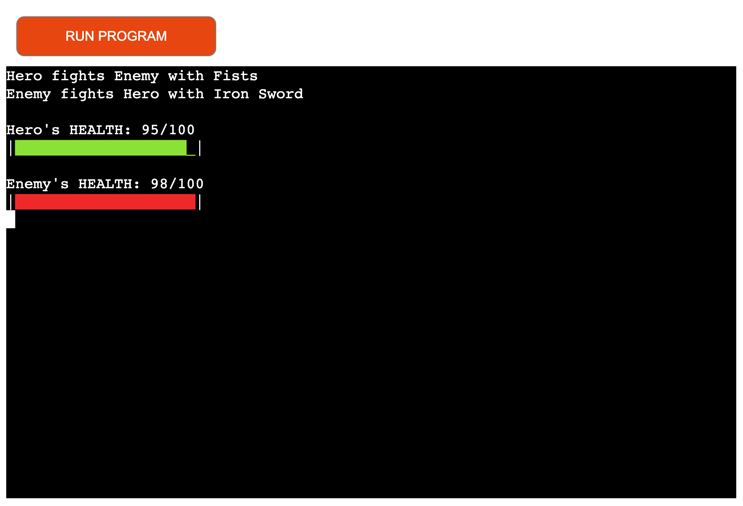 RUN PROGRAM
Hero fights Enemy with Fists
Enemy fights Hero with Iron Sword
Hero's HEALTH: 95/100
|███████████████████_|
Enemy's HEALTH: 98/100
|████████████████████|